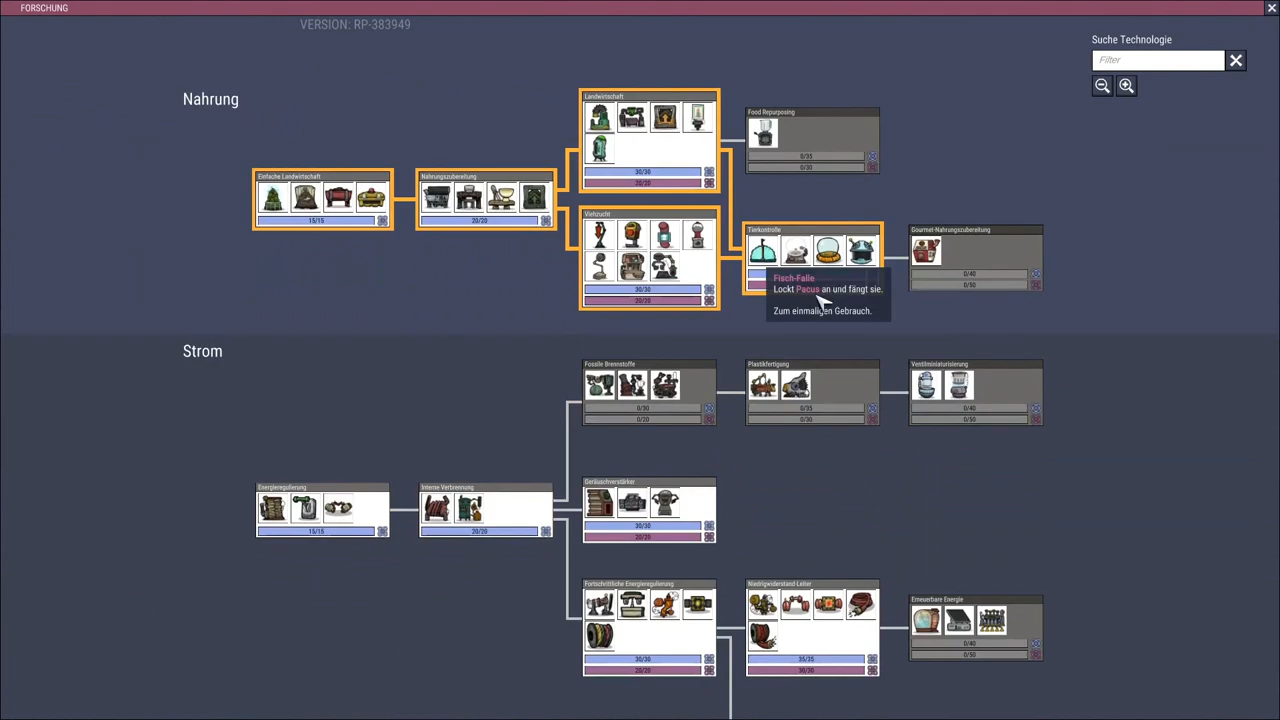 FORSCHUNG
VERSION: RP-383949
Suche Technologie
Filter
Nahrung
Landwirtschaft
30/30
20/20
Food Repurposing
0/35
0/30
Einfache Landwirtschaft
15/15
Nahrungszubereitung
20/20
Viehzucht
30/30
20/20
Tierkontrolle
Gourmet-Nahrungszubereitung
0/40
0/50
Fisch-Falle
Lockt Pacus an und fängt sie.
Zum einmaligen Gebrauch.
Strom
Fossile Brennstoffe
0/30
0/20
Plastikfertigung
0/35
0/30
Ventilminiaturisierung
0/40
0/50
Energieregulierung
15/15
Interne Verbrennung
20/20
Geräuschverstärker
30/30
20/20
Fortschrittliche Energieregulierung
30/30
20/20
Niedrigwiderstand-Leiter
35/35
30/30
Erneuerbare Energie
0/40
0/50